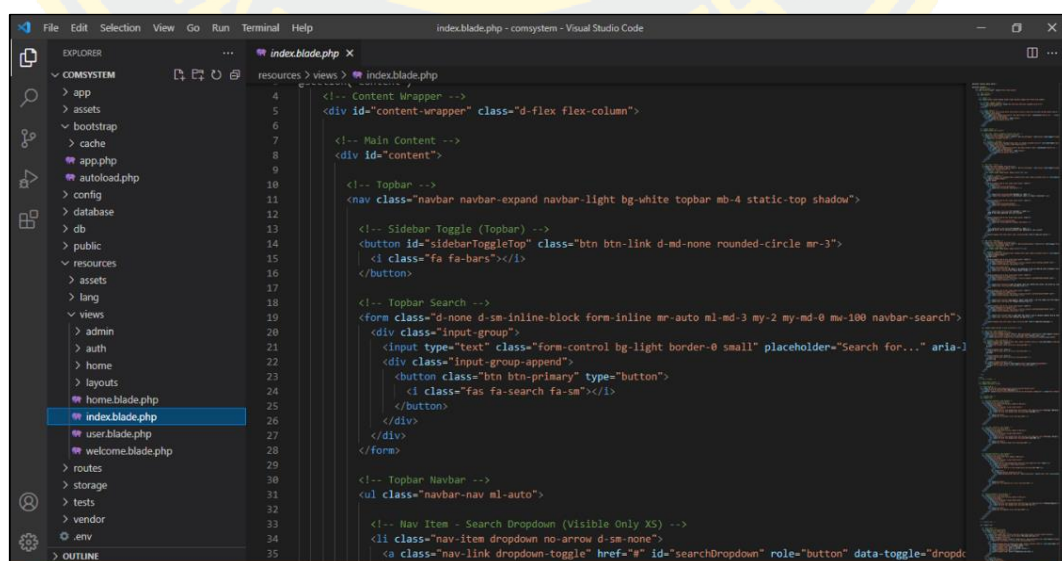 File Edit Selection View Go Run Terminal Help
index.blade.php - comsystem - Visual Studio Code
EXPLORER
index.blade.php
COMSYSTEM
resources > views > index.blade.php
> app
> assets
bootstrap
> cache
app.php
autoload.php
> config
> database
> db
> public
resources
> assets
> lang
views
> admin
> auth
> home
> layouts
home.blade.php
index.blade.php
user.blade.php
welcome.blade.php
> routes
> storage
> tests
> vendor
.env
> OUTLINE
4 <!-- Content Wrapper -->
5 <div id="content-wrapper" class="d-flex flex-column">
6
7 <!-- Main Content -->
8 <div id="content">
9
10 <!-- Topbar -->
11 <nav class="navbar navbar-expand navbar-light bg-white topbar mb-4 static-top shadow">
12
13 <!-- Sidebar Toggle (Topbar) -->
14 <button id="sidebarToggleTop" class="btn btn-link d-md-none rounded-circle mr-3">
15 <i class="fa fa-bars"></i>
16 </button>
17
18 <!-- Topbar Search -->
19 <form class="d-none d-sm-inline-block form-inline mr-auto ml-md-3 my-2 my-md-0 mw-100 navbar-search">
20 <div class="input-group">
21 <input type="text" class="form-control bg-light border-0 small" placeholder="Search for..." aria-l
22 <div class="input-group-append">
23 <button class="btn btn-primary" type="button">
24 <i class="fas fa-search fa-sm"></i>
25 </button>
26 </div>
27 </div>
28 </form>
29
30 <!-- Topbar Navbar -->
31 <ul class="navbar-nav ml-auto">
32
33 <!-- Nav Item - Search Dropdown (Visible Only XS) -->
34 <li class="nav-item dropdown no-arrow d-sm-none">
35 <a class="nav-link dropdown-toggle" href="#" id="searchDropdown" role="button" data-toggle="dropdo